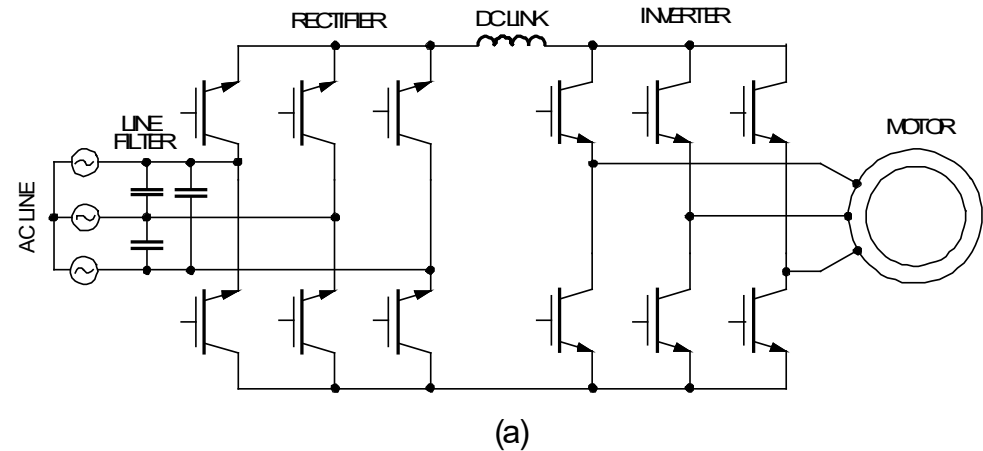 RECTIFIER
DC LINK
INVERTER
LINE
FILTER
MOTOR
AC LINE
(a)